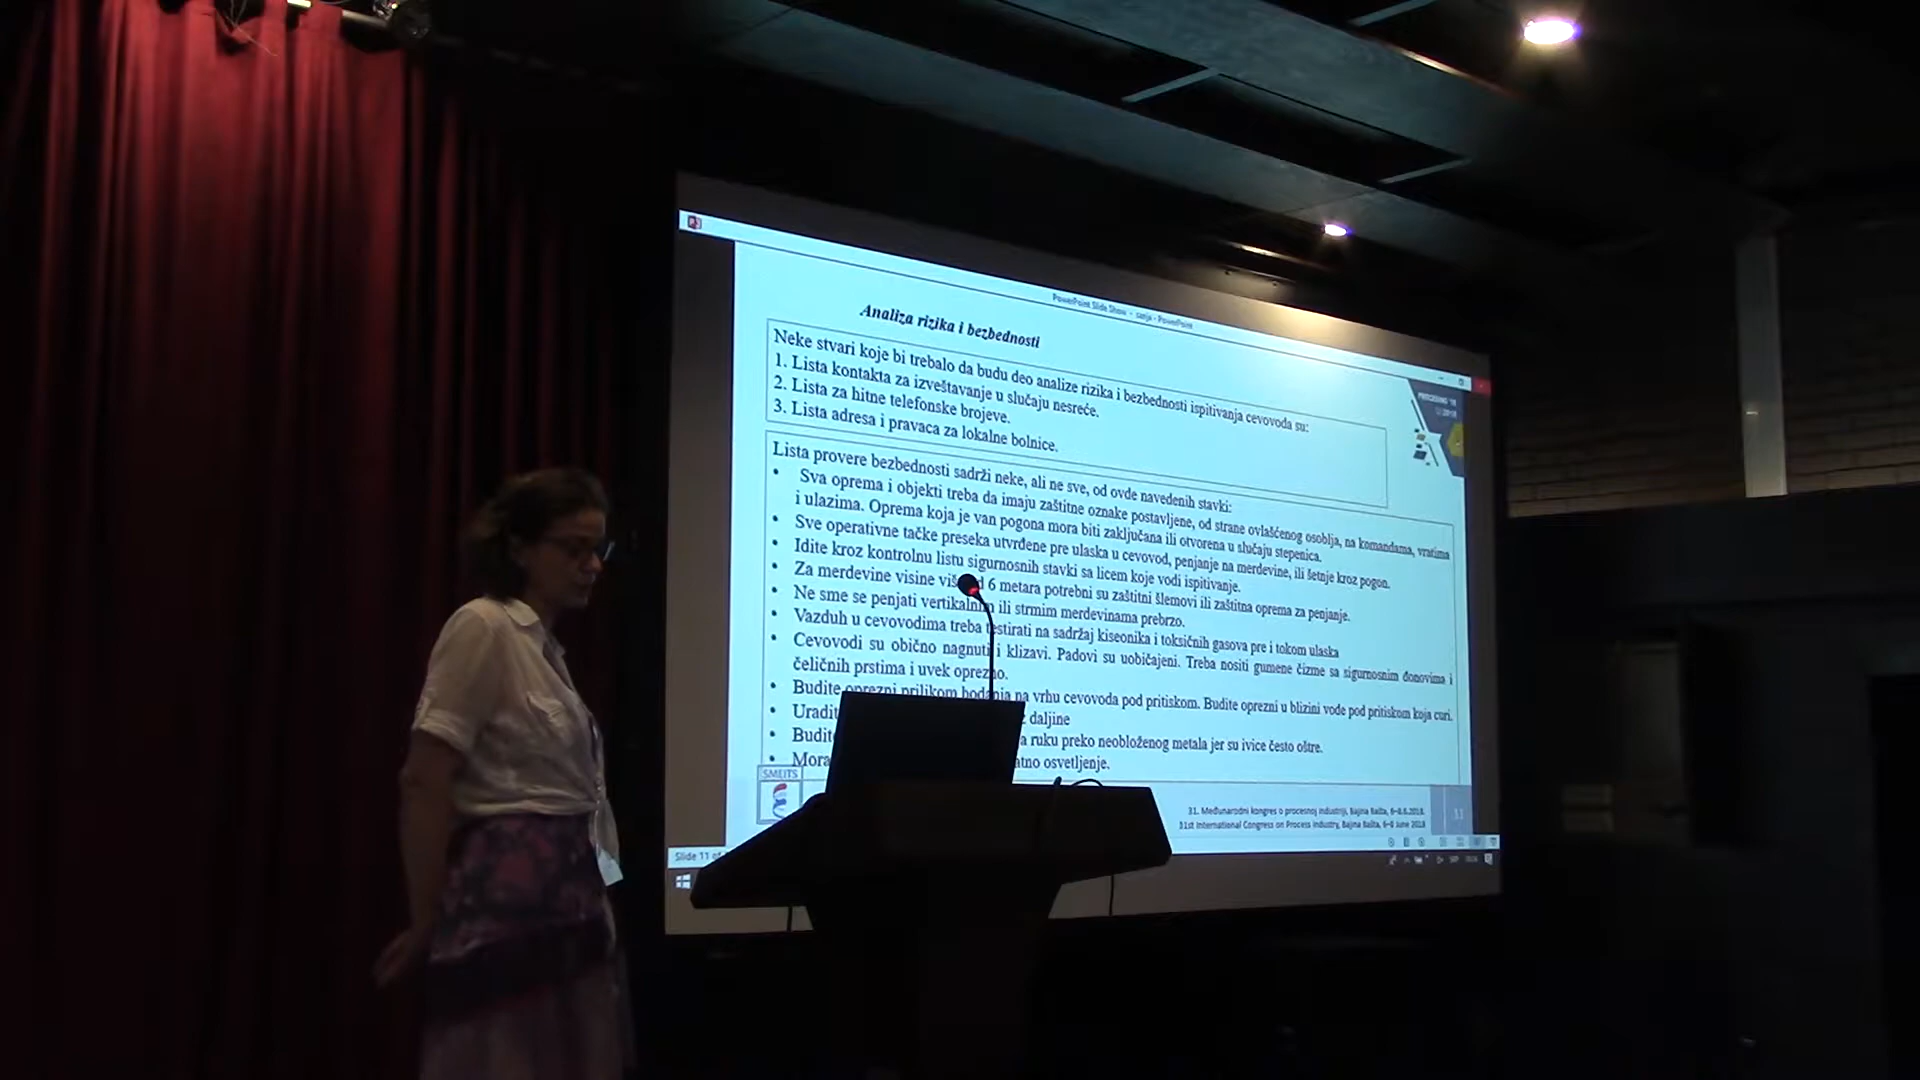 PowerPoint Slide Show - sanja - PowerPoint
Analiza rizika i bezbednosti
Neke stvari koje bi trebalo da budu deo analize rizika i bezbednosti ispitivanja cevovoda su:
1. Lista kontakta za izveštavanje u slučaju nesreće.
2. Lista za hitne telefonske brojeve.
3. Lista adresa i pravaca za lokalne bolnice.
Lista provere bezbednosti sadrži neke, ali ne sve, od ovde navedenih stavki:
• Sva oprema i objekti treba da imaju zaštitne oznake postavljene, od strane ovlašćenog osoblja, na komandama, vratima
i ulazima. Oprema koja je van pogona mora biti zaključana ili otvorena u slučaju stepenica.
• Sve operativne tačke preseka utvrđene pre ulaska u cevovod, penjanje na merdevine, ili šetnje kroz pogon.
• Idite kroz kontrolnu listu sigurnosnih stavki sa licem koje vodi ispitivanje.
• Za merdevine visine viš d 6 metara potrebni su zaštitni šlemovi ili zaštitna oprema za penjanje.
• Ne sme se penjati vertikalnim ili strmim merdevinama prebrzo.
• Vazduh u cevovodima treba testirati na sadržaj kiseonika i toksičnih gasova pre i tokom ulaska
• Cevovodi su obično nagnuti i klizavi. Padovi su uobičajeni. Treba nositi gumene čizme sa sigurnosnim đonovima i
čeličnih prstima i uvek oprezno.
• Budite oprezni prilikom hodanja na vrhu cevovoda pod pritiskom. Budite oprezni u blizini vode pod pritiskom koja curi.
• Uradit z daljine
• Budite a ruku preko neobloženog metala jer su ivice često oštre.
• Mora atno osvetljenje.
SMEITS
31. Međunarodni kongres o procesnoj industriji, Bajina Bašta, 6–8.6.2018.
31st International Congress on Process Industry, Bajina Bašta, 6–8 June 2018
11
Slide 11 of